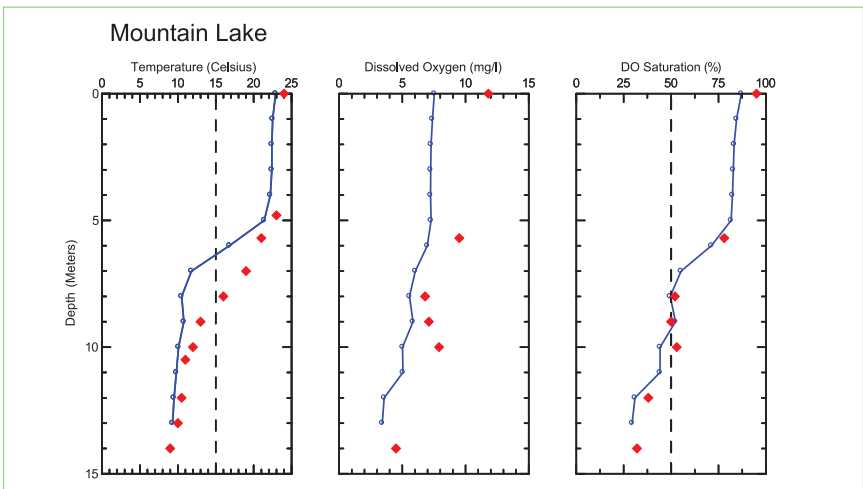 Mountain Lake
Temperature (Celsius)
0 5 10 15 20 25
Dissolved Oxygen (mg/l)
0 5 10 15
DO Saturation (%)
0 25 50 75 100
Depth (Meters)
0
5
10
15